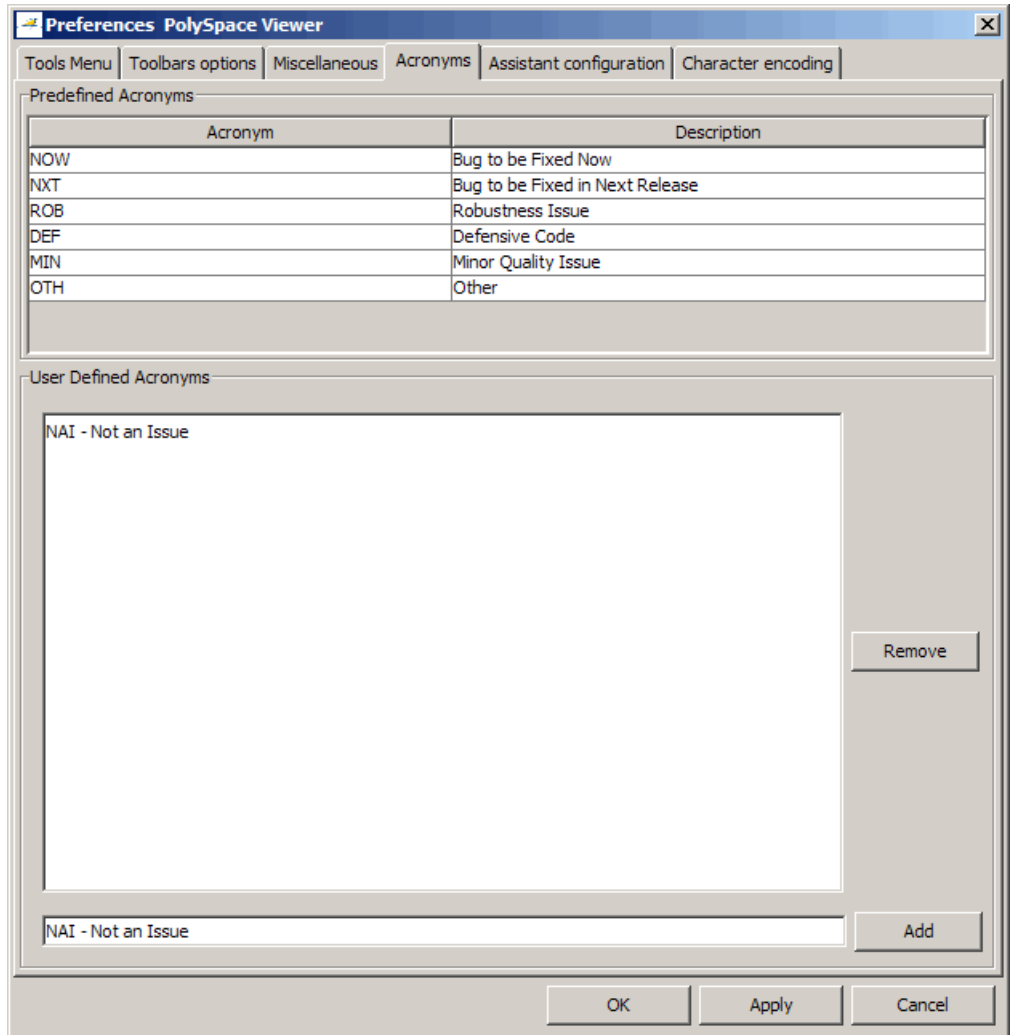 Preferences PolySpace Viewer
Tools Menu Toolbars options Miscellaneous Acronyms Assistant configuration Character encoding
Predefined Acronyms
Acronym Description
NOW Bug to be Fixed Now
NXT Bug to be Fixed in Next Release
ROB Robustness Issue
DEF Defensive Code
MIN Minor Quality Issue
OTH Other
User Defined Acronyms
NAI - Not an Issue
Remove
NAI - Not an Issue Add
OK Apply Cancel